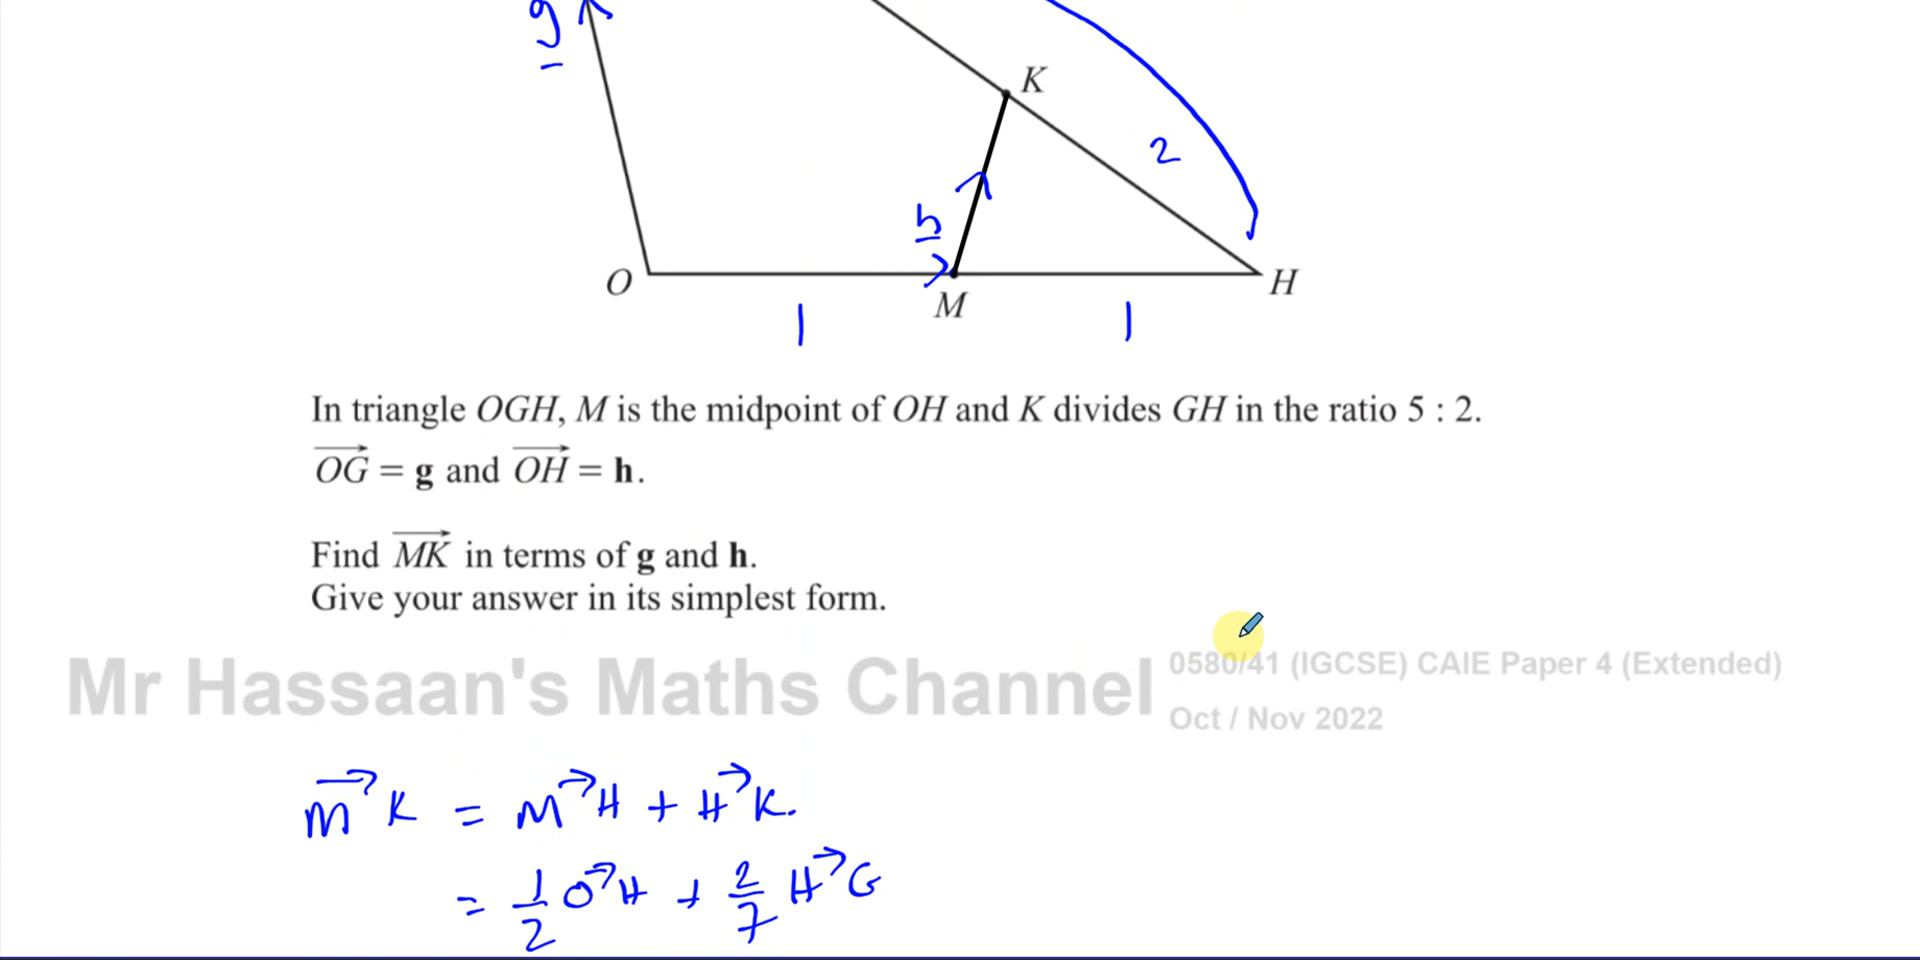 g
K
2
h
O
M
H
1
1
In triangle OGH, M is the midpoint of OH and K divides GH in the ratio 5 : 2.
OG = g and OH = h.
Find MK in terms of g and h.
Give your answer in its simplest form.
Mr Hassaan's Maths Channel
0580/41 (IGCSE) CAIE Paper 4 (Extended)
Oct / Nov 2022
MK = MH + HK.
= 1/2 OH + 2/7 HG